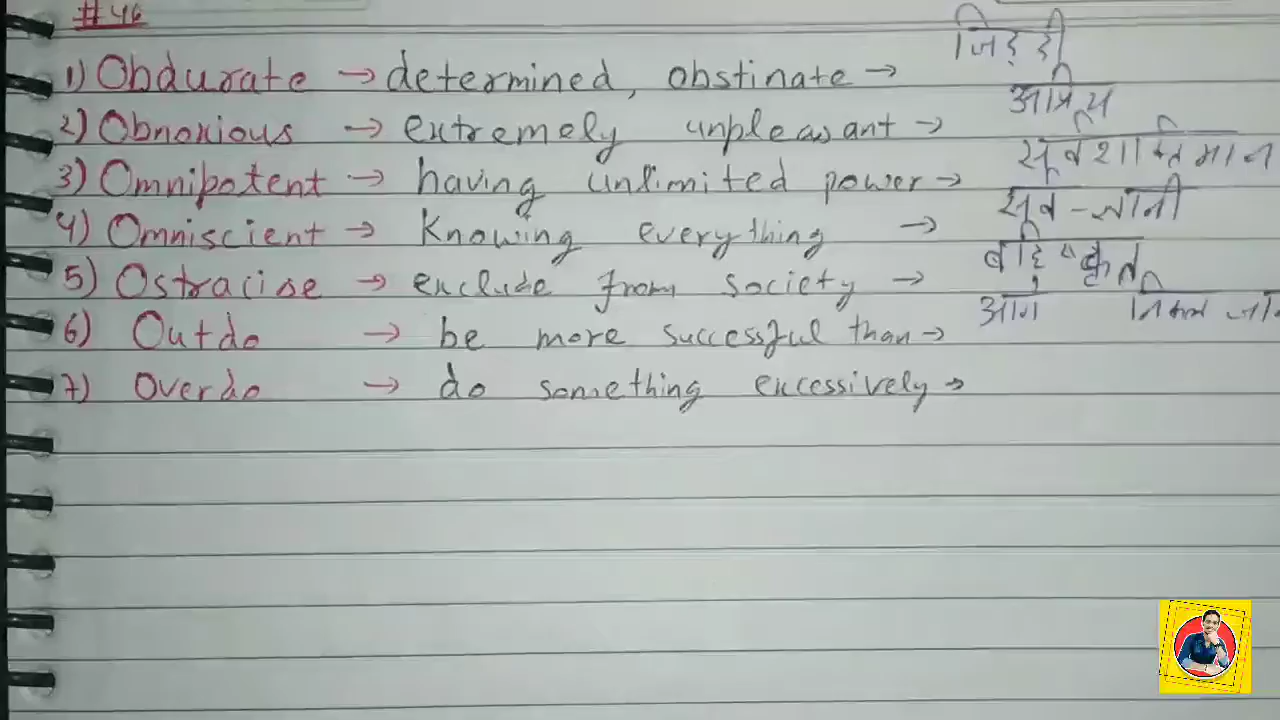 #46
1) Obdurate → determined, obstinate → जिद्दी
2) Obnoxious → extremely unpleasant → अप्रिय
3) Omnipotent → having unlimited power → सर्वशक्तिमान
4) Omniscient → Knowing everything → सर्व-ज्ञानी
5) Ostracise → exclude from society → बहिष्कृत
6) Outdo → be more successful than → आगे निकल जाना
7) Overdo → do something excessively →